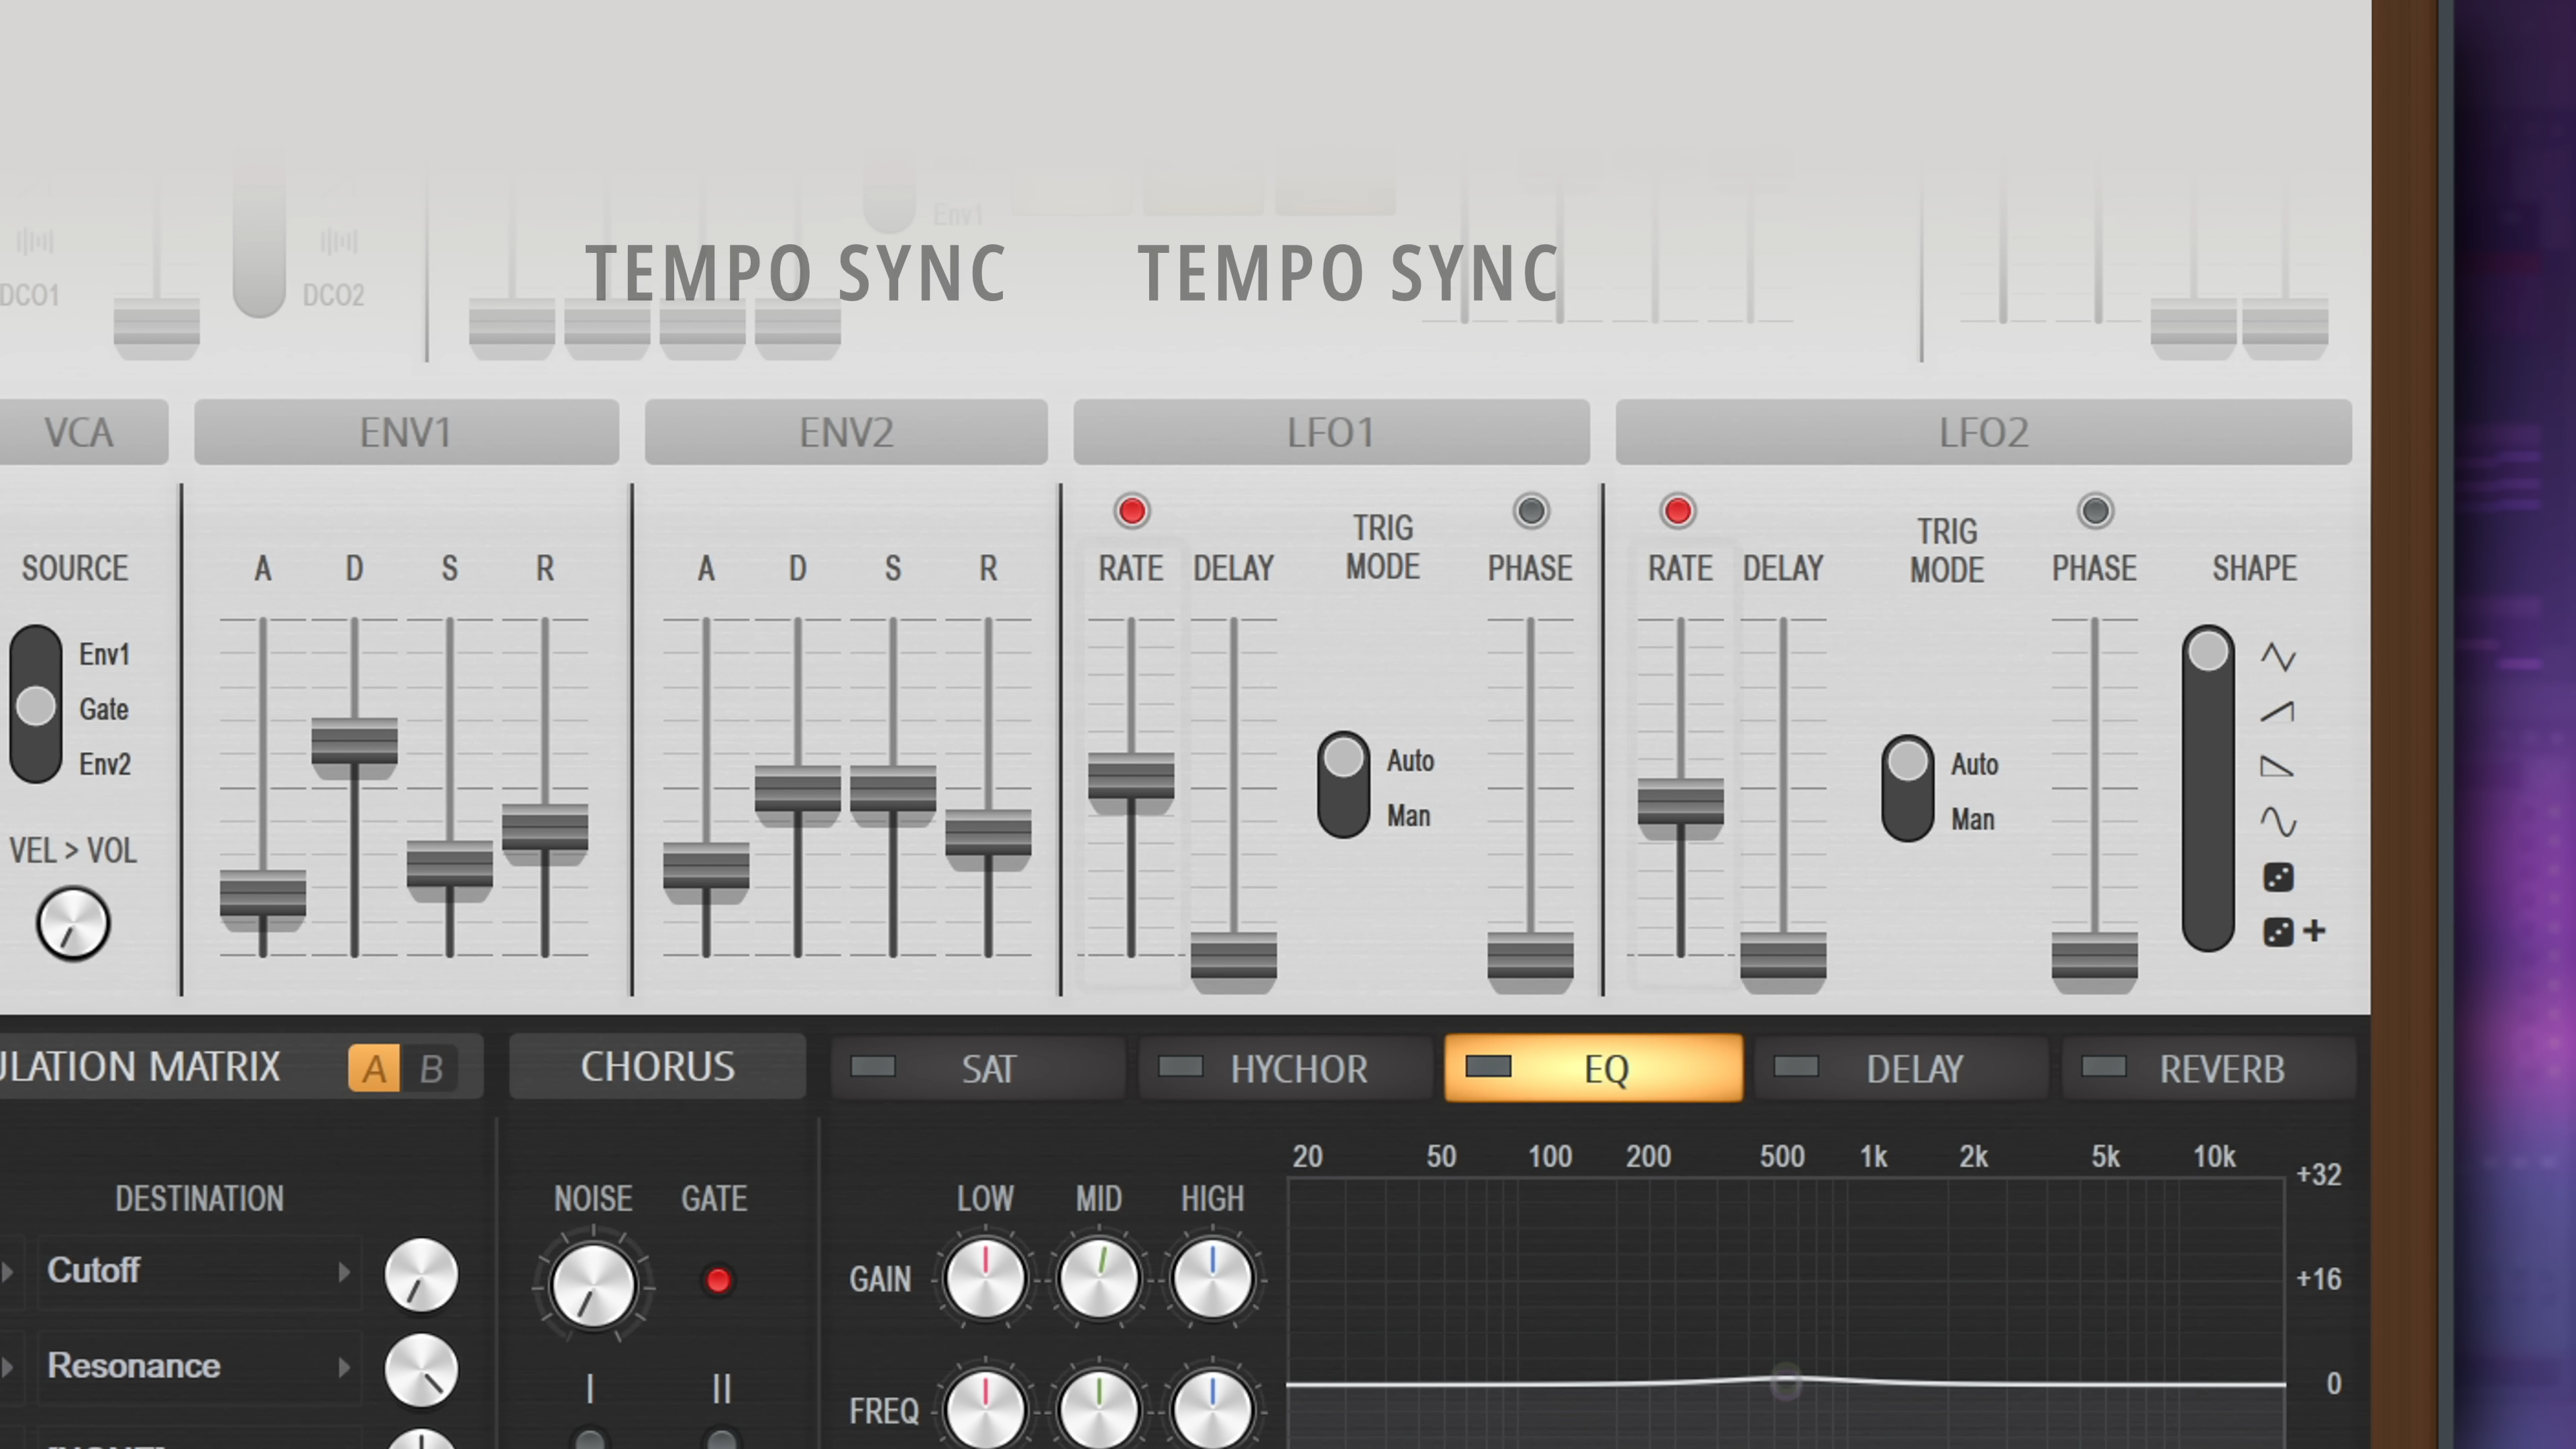 Env1
TEMPO SYNC TEMPO SYNC
DCO1 DCO2
VCA ENV1 ENV2 LFO1 LFO2
TRIG MODE TRIG MODE
SOURCE A D S R A D S R RATE DELAY PHASE RATE DELAY PHASE SHAPE
Env1
Gate
Env2
Auto Auto
Man Man
VEL > VOL
+
ULATION MATRIX A B CHORUS SAT HYCHOR EQ DELAY REVERB
20 50 100 200 500 1k 2k 5k 10k
+32
DESTINATION NOISE GATE LOW MID HIGH
Cutoff GAIN +16
Resonance I II FREQ 0